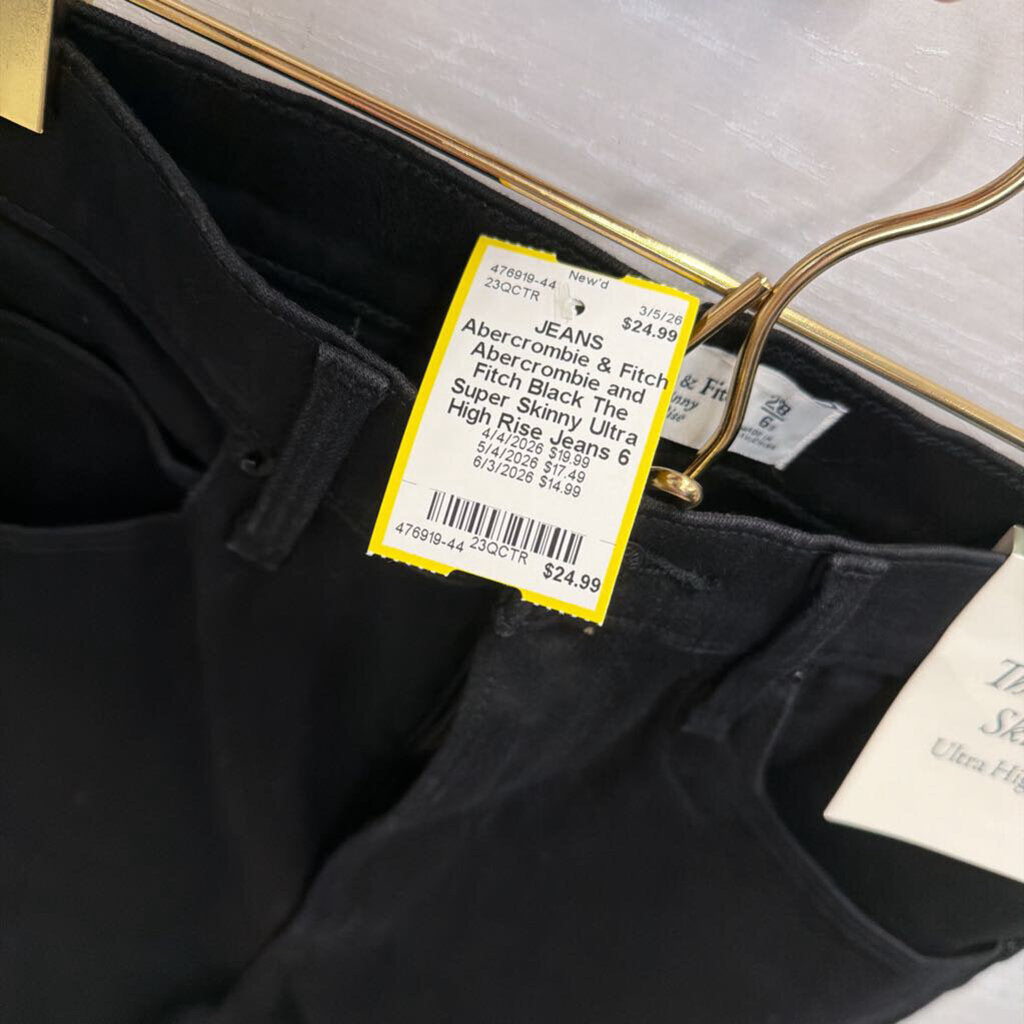 476919-44 New'd
23QCTR 3/5/26
$24.99
JEANS
Abercrombie & Fitch
Abercrombie and
Fitch Black The
Super Skinny Ultra
High Rise Jeans 6
4/4/2026 $19.99
5/4/2026 $17.49
6/3/2026 $14.99
476919-44 23QCTR
$24.99
& Fit
28
6
Ultra Hig